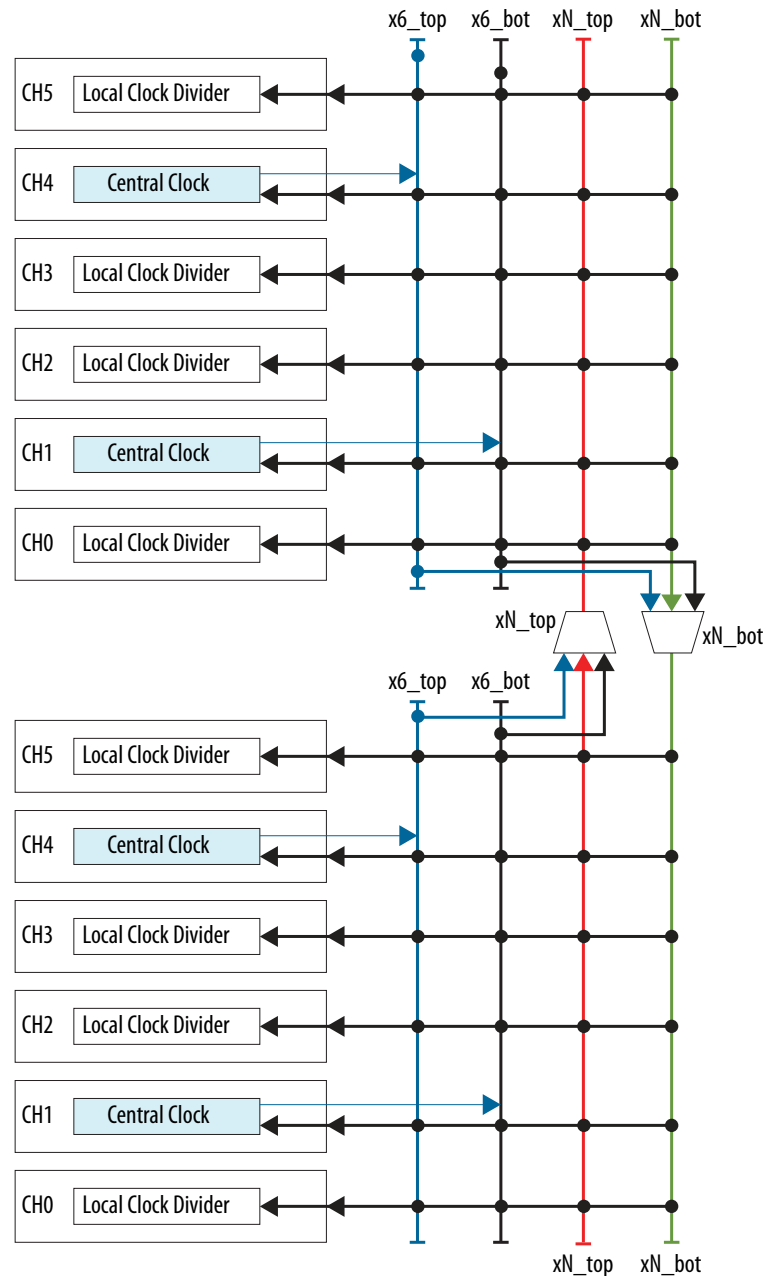 x6_top x6_bot xN_top xN_bot
CH5 Local Clock Divider
CH4 Central Clock
CH3 Local Clock Divider
CH2 Local Clock Divider
CH1 Central Clock
CH0 Local Clock Divider
xN_top xN_bot
x6_top x6_bot
CH5 Local Clock Divider
CH4 Central Clock
CH3 Local Clock Divider
CH2 Local Clock Divider
CH1 Central Clock
CH0 Local Clock Divider
xN_top xN_bot